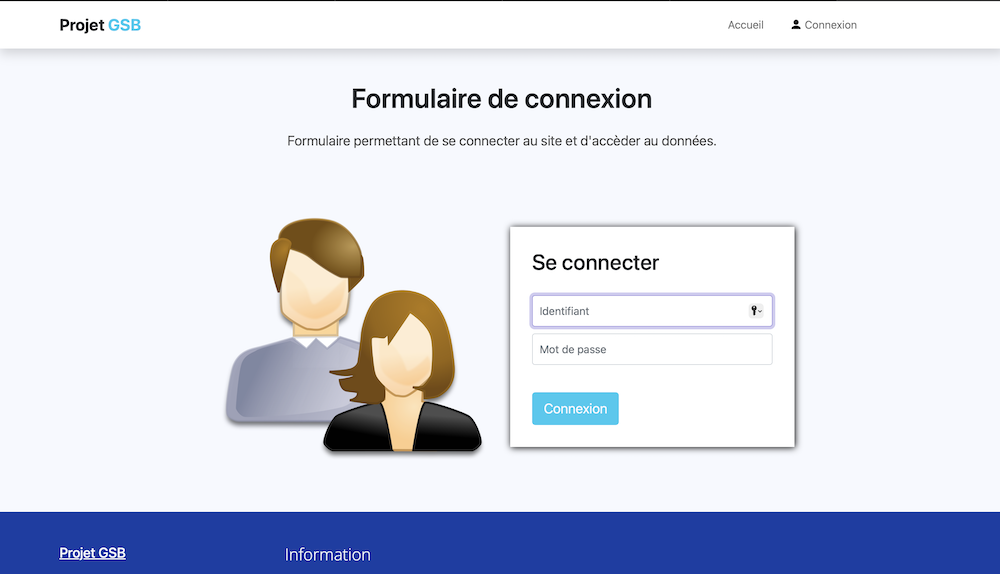 Projet GSB
Accueil
Connexion
Formulaire de connexion
Formulaire permettant de se connecter au site et d'accèder au données.
Se connecter
Identifiant
Mot de passe
Connexion
Projet GSB
Information